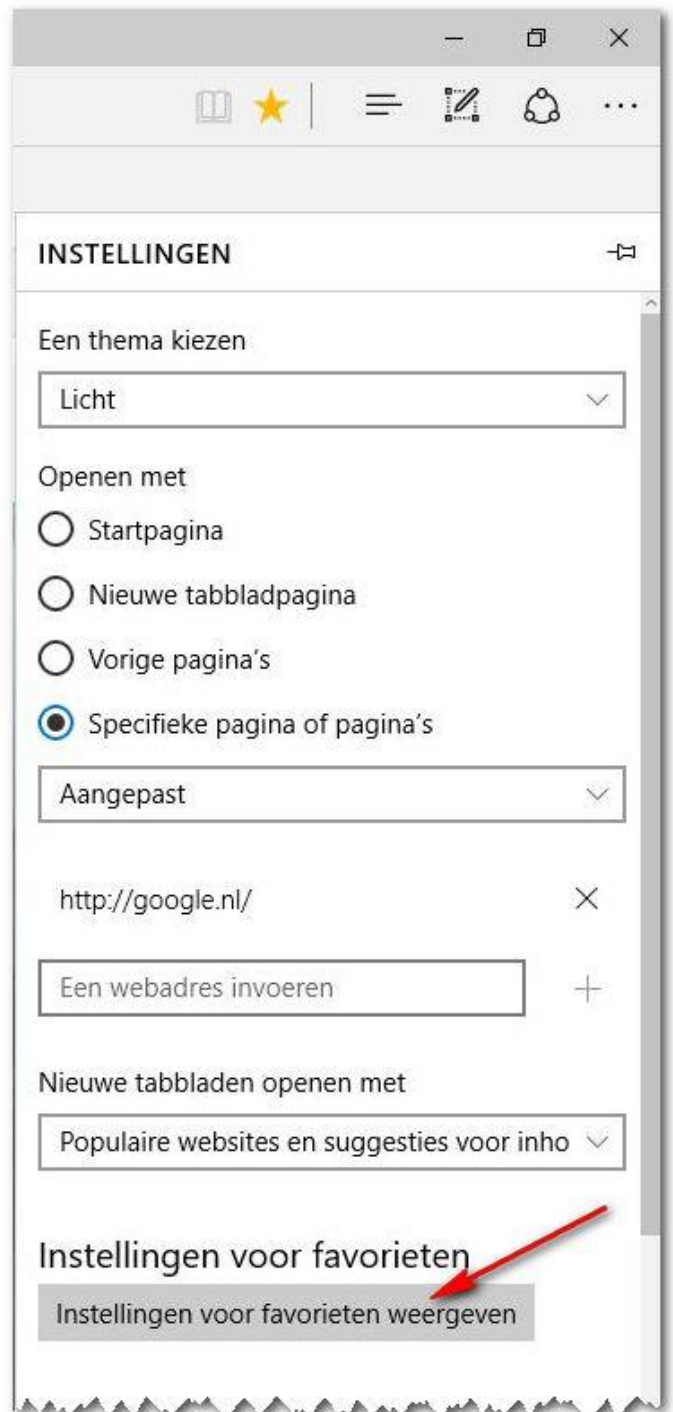 INSTELLINGEN
Een thema kiezen
Licht
Openen met
Startpagina
Nieuwe tabbladpagina
Vorige pagina's
Specifieke pagina of pagina's
Aangepast
http://google.nl/
Een webadres invoeren
Nieuwe tabbladen openen met
Populaire websites en suggesties voor inho
Instellingen voor favorieten
Instellingen voor favorieten weergeven